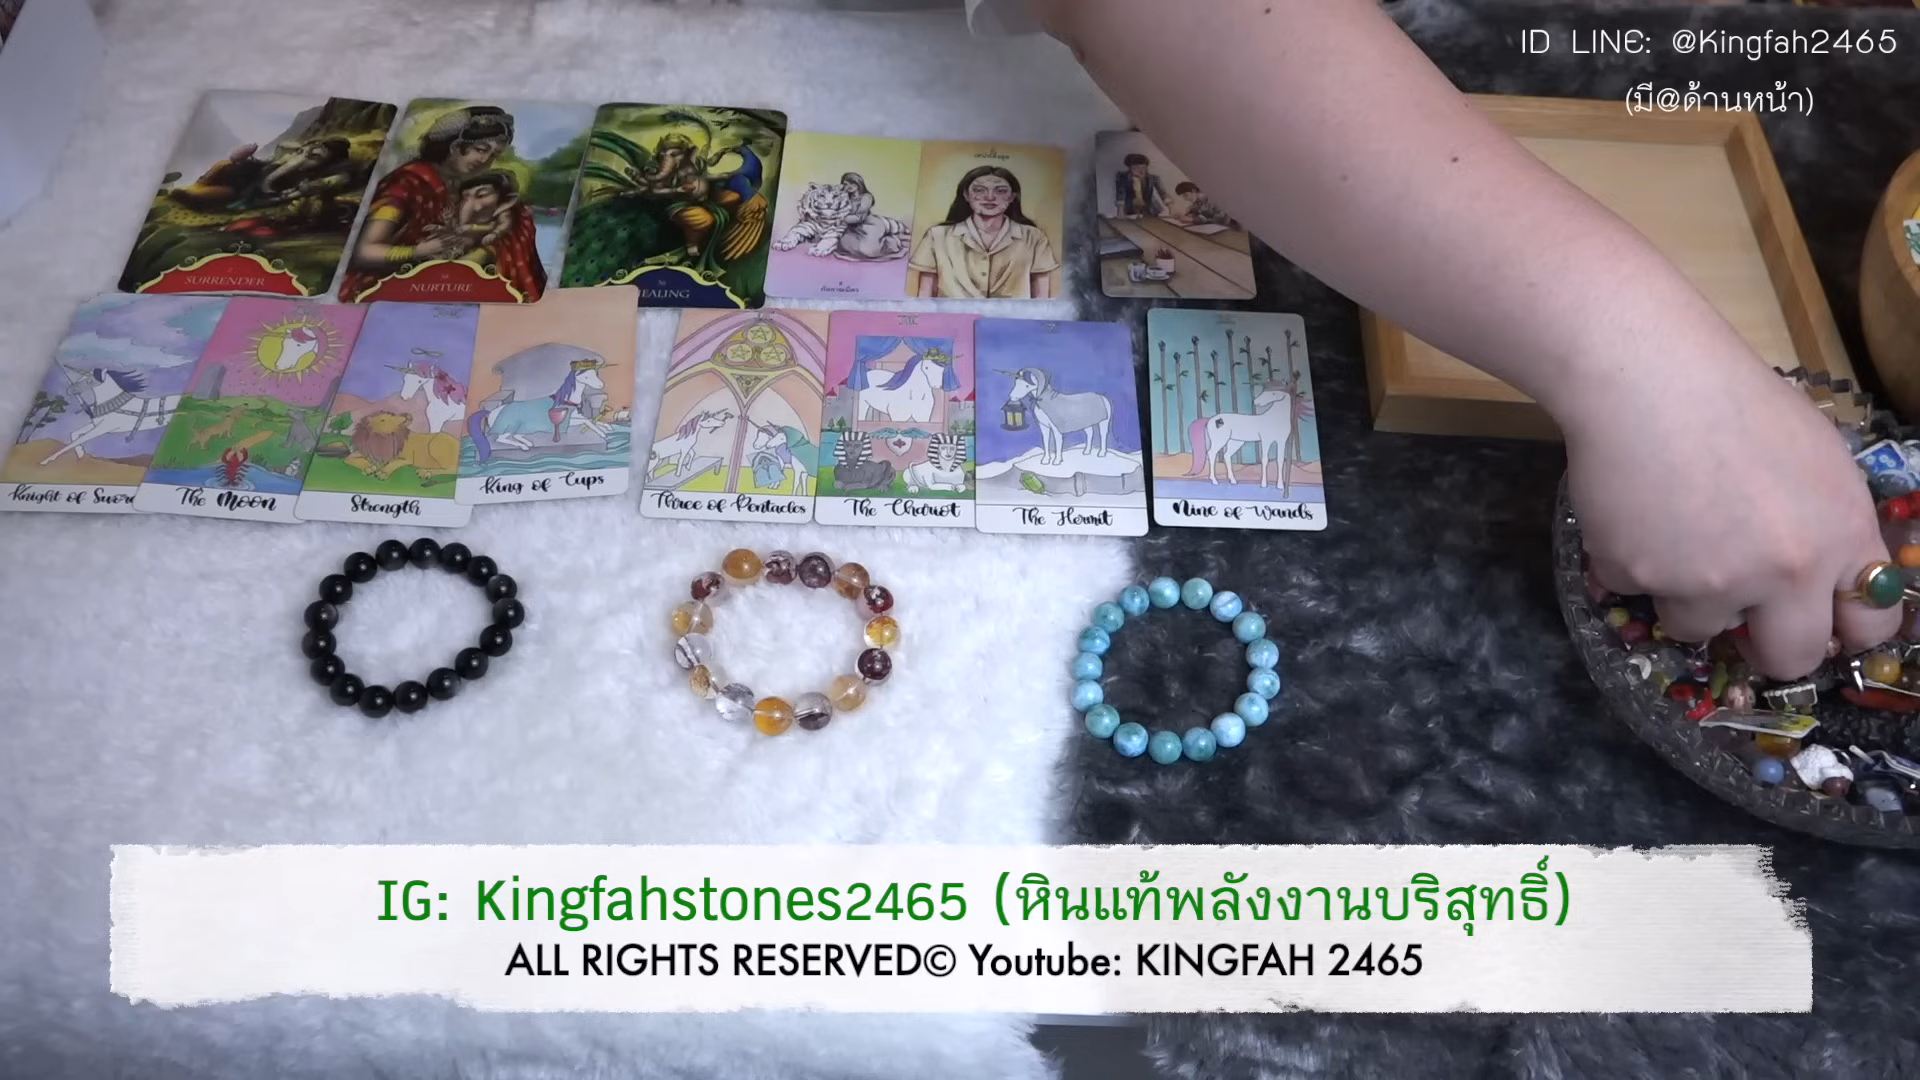 ID LINE: @Kingfah2465
(มี@ด้านหน้า)
SURRENDER
NURTURE
HEALING
Knight of Swor
The Moon
Strength
King of Cups
Three of Pentacles
The Chariot
The Hermit
Nine of Wands
IG: Kingfahstones2465 (หินแท้พลังงานบริสุทธิ์)
ALL RIGHTS RESERVED© Youtube: KINGFAH 2465